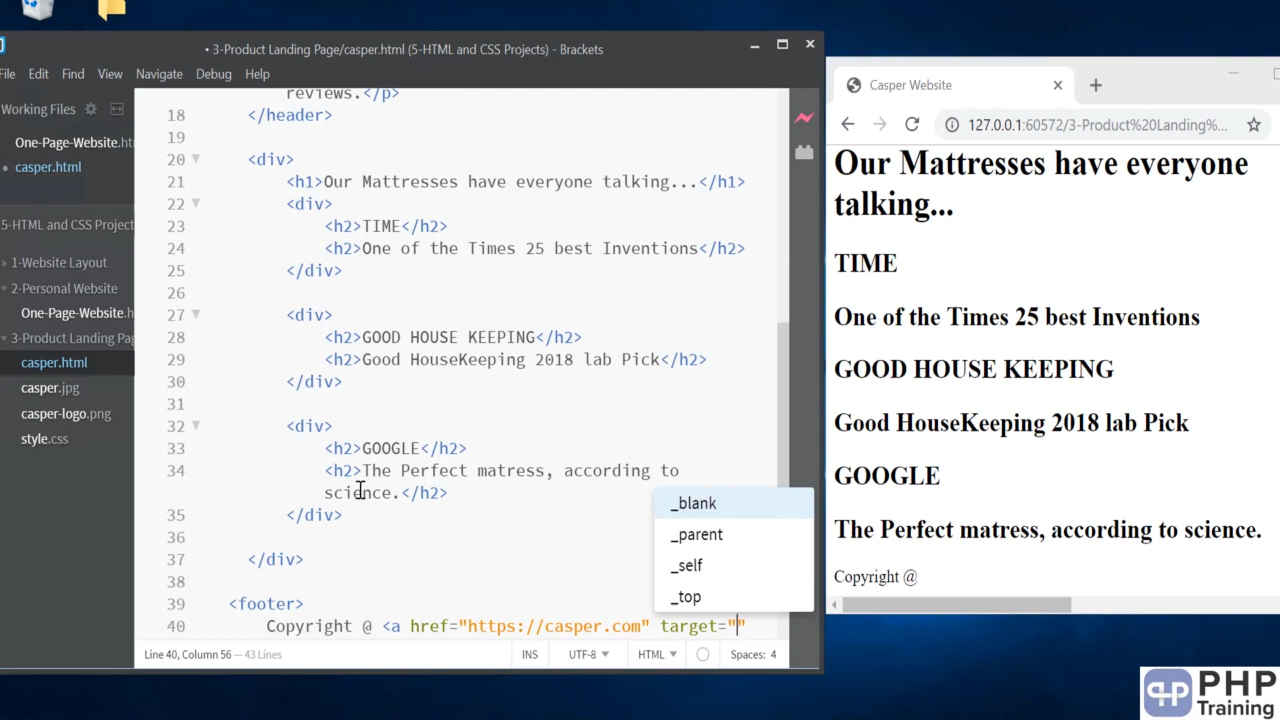 • 3-Product Landing Page/casper.html (5-HTML and CSS Projects) - Brackets
File Edit Find View Navigate Debug Help
Working Files
One-Page-Website.ht
• casper.html
5-HTML and CSS Project
1-Website Layout
2-Personal Website
One-Page-Website.h
3-Product Landing Pag
casper.html
casper.jpg
casper-logo.png
style.css
reviews.</p>
18 </header>
19
20 <div>
21 <h1>Our Mattresses have everyone talking...</h1>
22 <div>
23 <h2>TIME</h2>
24 <h2>One of the Times 25 best Inventions</h2>
25 </div>
26
27 <div>
28 <h2>GOOD HOUSE KEEPING</h2>
29 <h2>Good HouseKeeping 2018 lab Pick</h2>
30 </div>
31
32 <div>
33 <h2>GOOGLE</h2>
34 <h2>The Perfect matress, according to
science.</h2>
35 </div>
36
37 </div>
38
39 <footer>
40 Copyright @ <a href="https://casper.com" target=""
_blank
_parent
_self
_top
Line 40, Column 56 — 43 Lines
INS UTF-8 HTML Spaces: 4
Casper Website
127.0.0.1:60572/3-Product%20Landing%...
Our Mattresses have everyone
talking...
TIME
One of the Times 25 best Inventions
GOOD HOUSE KEEPING
Good HouseKeeping 2018 lab Pick
GOOGLE
The Perfect matress, according to science.
Copyright @
php
PHP
Training